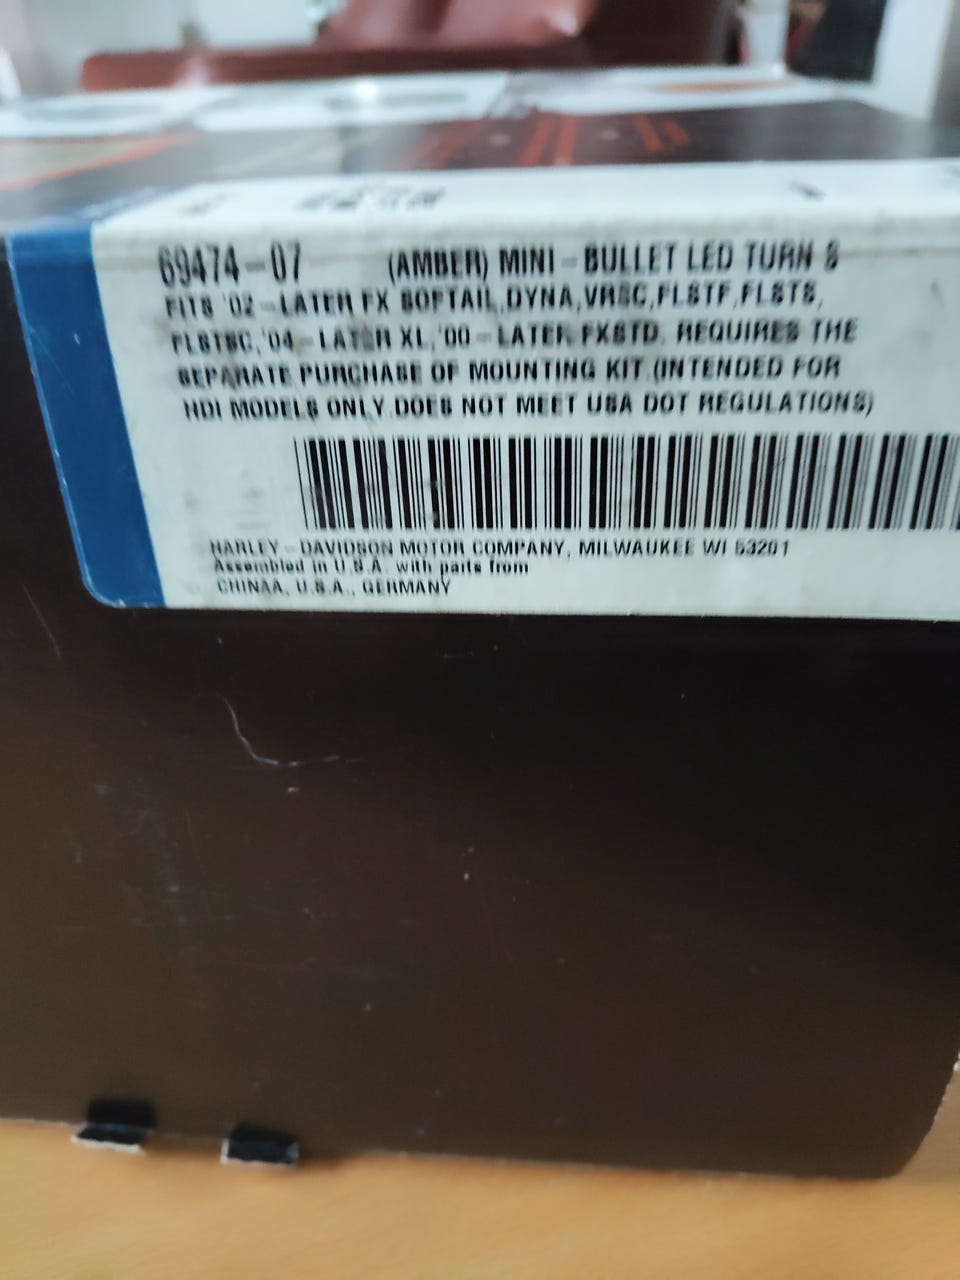 69474-07 (AMBER) MINI-BULLET LED TURN S
FITS '02-LATER FX SOFTAIL,DYNA,VRSC,FLSTF,FLSTS,
FLSTSC,'04-LATER XL,'00-LATER FXSTD. REQUIRES THE
SEPARATE PURCHASE OF MOUNTING KIT.(INTENDED FOR
HDI MODELS ONLY.DOES NOT MEET USA DOT REGULATIONS)
HARLEY-DAVIDSON MOTOR COMPANY, MILWAUKEE WI 53201
Assembled in U.S.A. with parts from
CHINAA, U.S.A., GERMANY